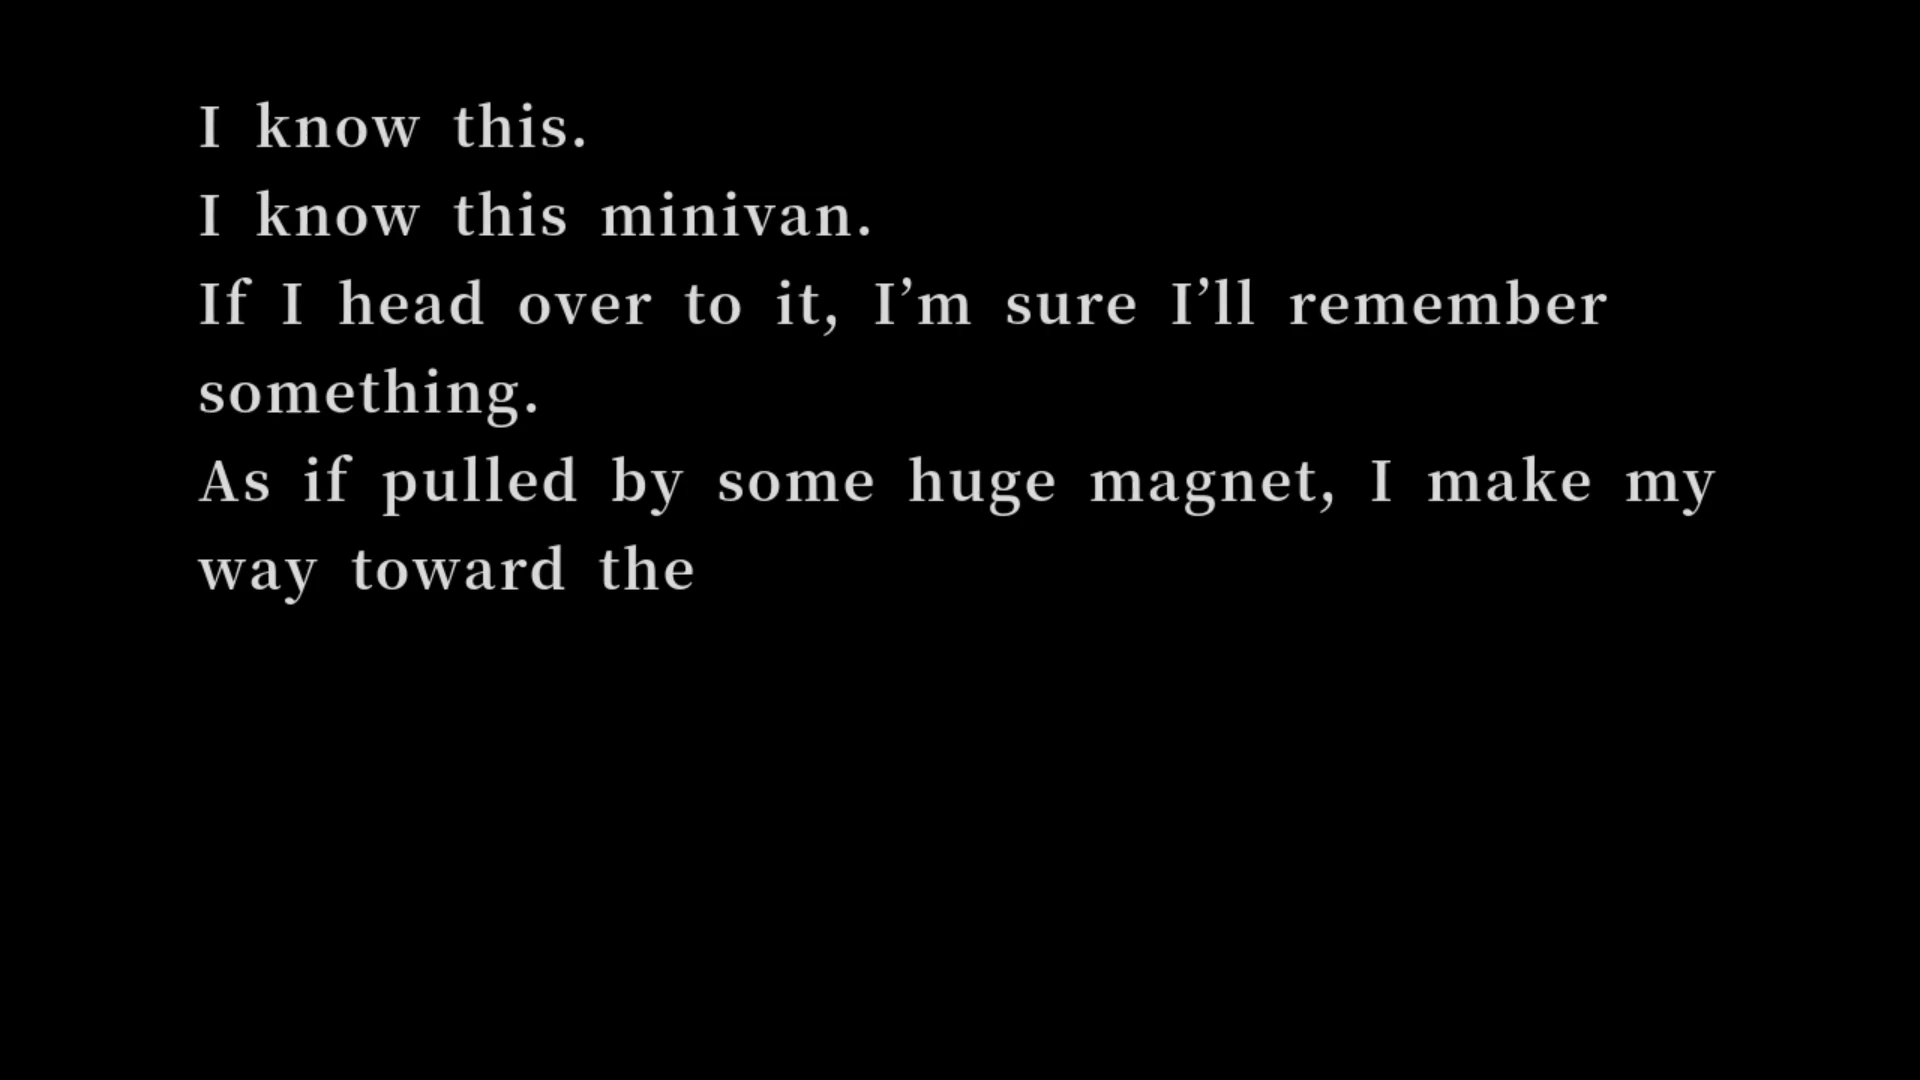 I know this.
I know this minivan.
If I head over to it, I’m sure I’ll remember
something.
As if pulled by some huge magnet, I make my
way toward the